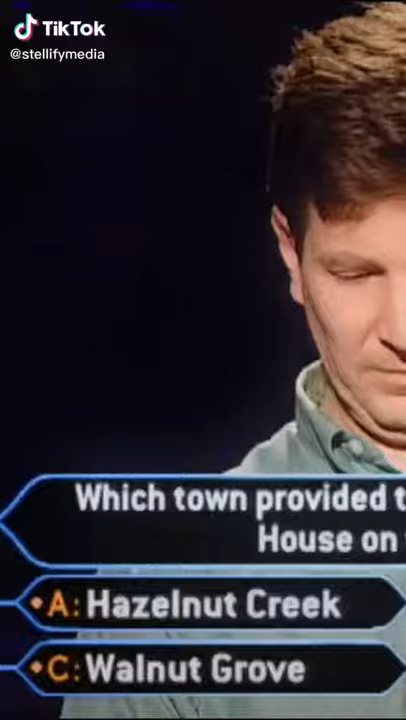 TikTok
@stellifymedia
Which town provided t
House on
A: Hazelnut Creek
C: Walnut Grove